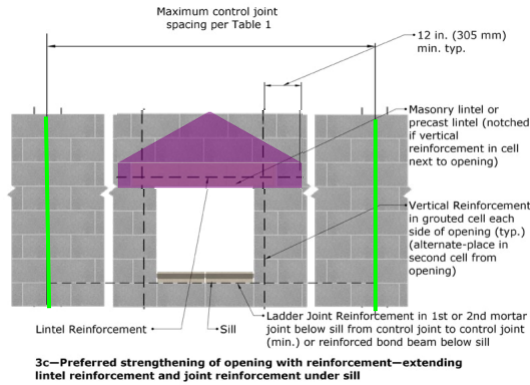 Maximum control joint
spacing per Table 1
12 in. (305 mm)
min. typ.
Masonry lintel or
precast lintel (notched
if vertical
reinforcement in cell
next to opening)
Vertical Reinforcement
in grouted cell each
side of opening (typ.)
(alternate-place in
second cell from
opening)
Ladder Joint Reinforcement in 1st or 2nd mortar
joint below sill from control joint to control joint
(min.) or reinforced bond beam below sill
Lintel Reinforcement
Sill
3c—Preferred strengthening of opening with reinforcement—extending
lintel reinforcement and joint reinforcement under sill